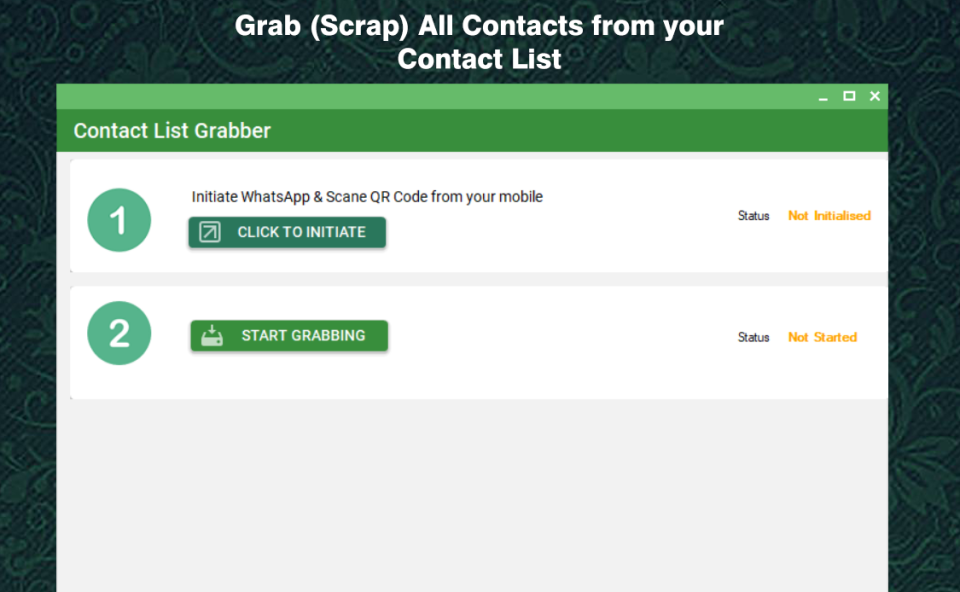 Grab (Scrap) All Contacts from your
Contact List
Contact List Grabber
1
Initiate WhatsApp & Scane QR Code from your mobile
CLICK TO INITIATE
Status Not Initialised
2
START GRABBING
Status Not Started